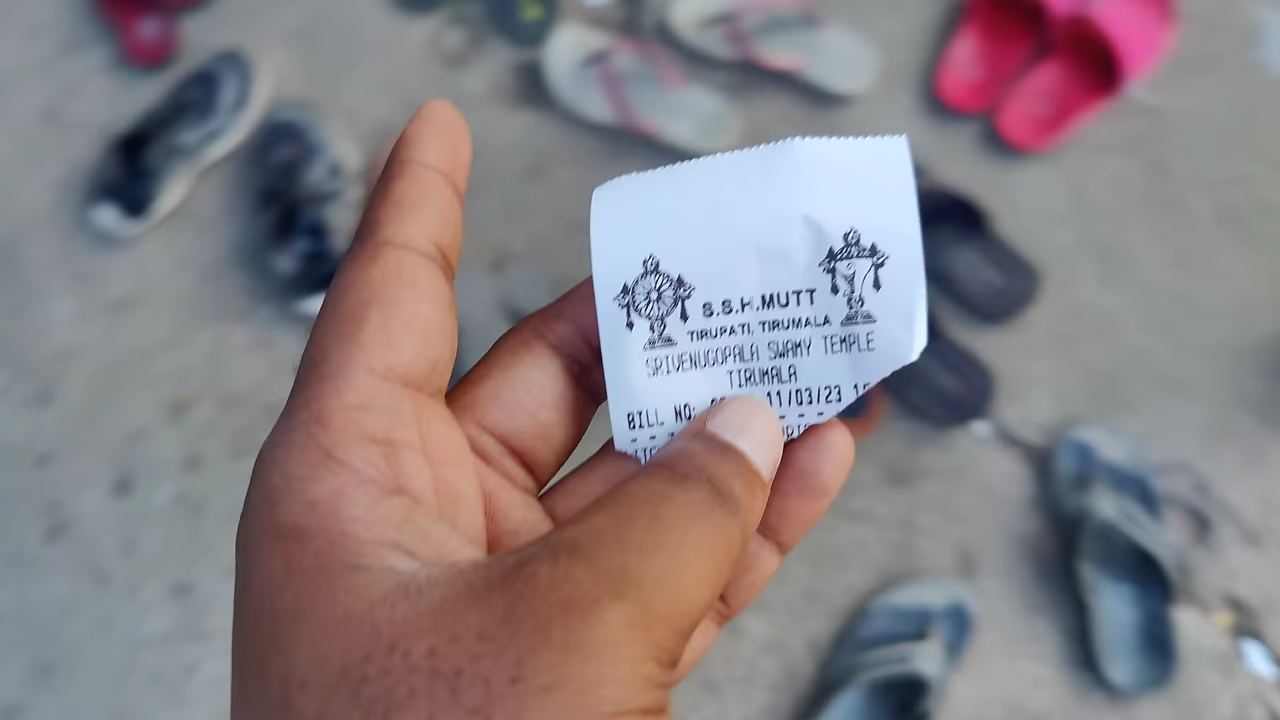 S.S.H.MUTT
TIRUPATI, TIRUMALA
SRIVENUGOPALA SWAMY TEMPLE
TIRUMALA
BILL NO: 11/03/23